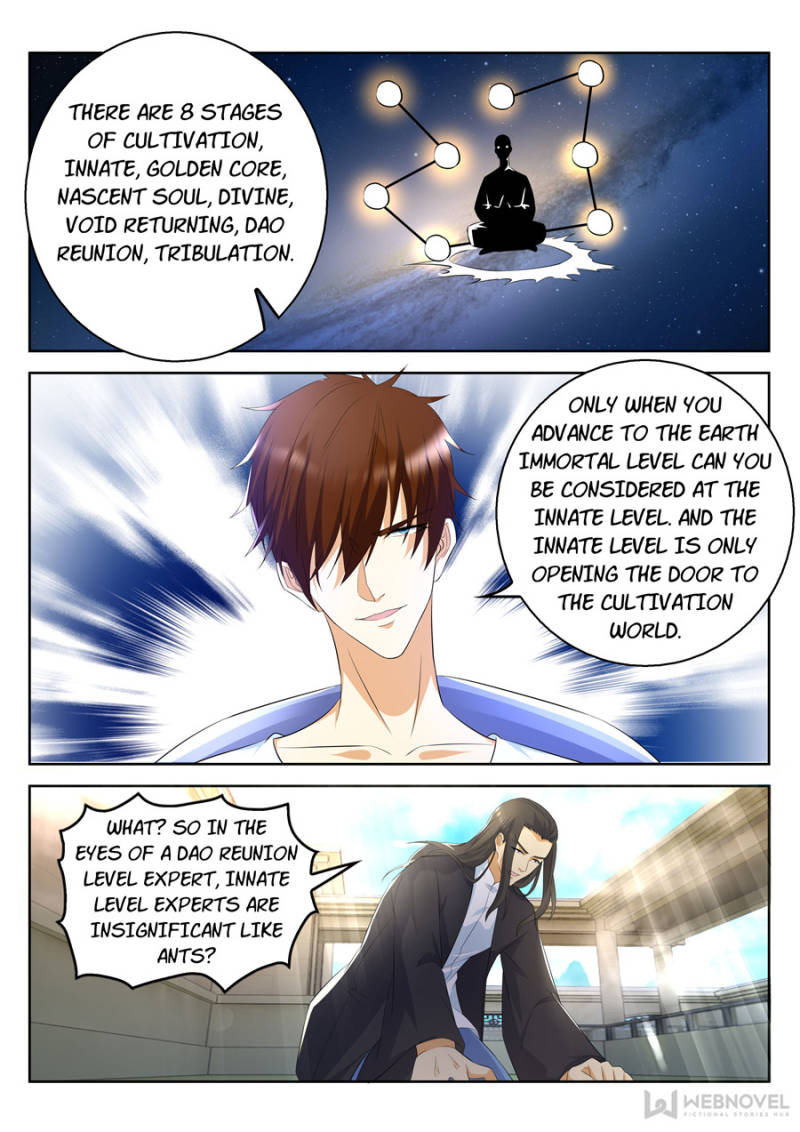 THERE ARE 8 STAGES
OF CULTIVATION,
INNATE, GOLDEN CORE,
NASCENT SOUL, DIVINE,
VOID RETURNING, DAO
REUNION, TRIBULATION.
ONLY WHEN YOU
ADVANCE TO THE EARTH
IMMORTAL LEVEL CAN YOU
BE CONSIDERED AT THE
INNATE LEVEL. AND THE
INNATE LEVEL IS ONLY
OPENING THE DOOR TO
THE CULTIVATION
WORLD.
WHAT? SO IN THE
EYES OF A DAO REUNION
LEVEL EXPERT, INNATE
LEVEL EXPERTS ARE
INSIGNIFICANT LIKE
ANTS?
WEBNOVEL
FICTIONAL STORIES HUB